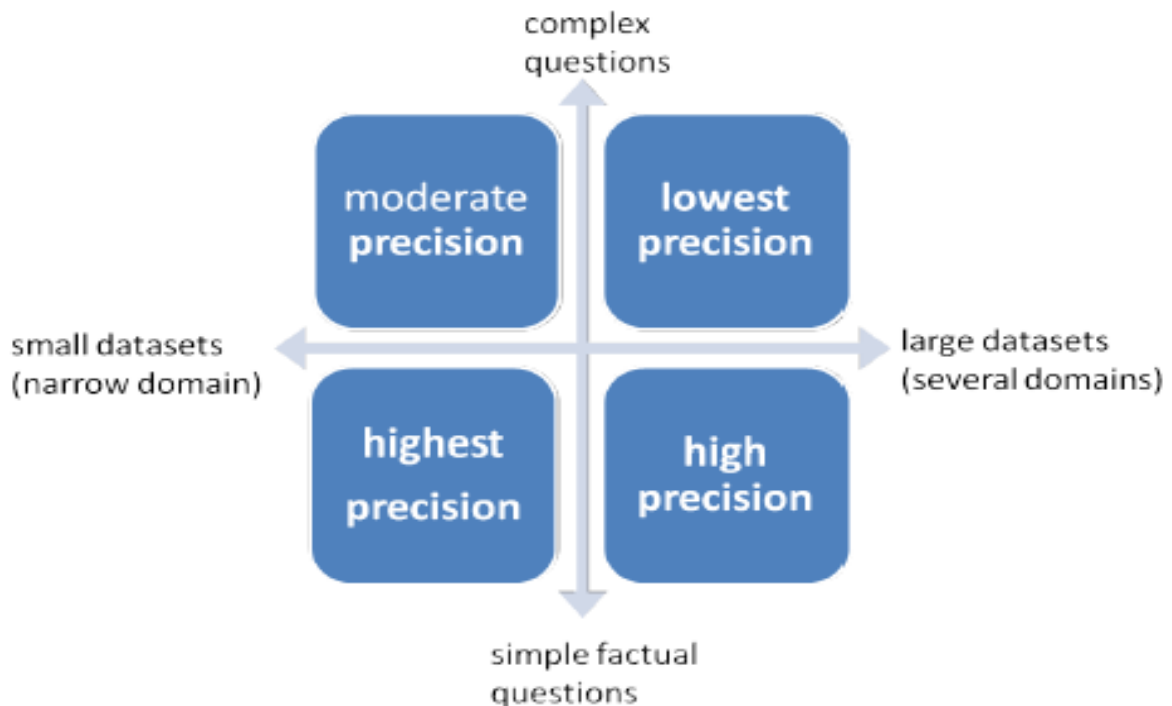 complex
questions
moderate
precision
lowest
precision
small datasets
(narrow domain)
large datasets
(several domains)
highest
precision
high
precision
simple factual
questions